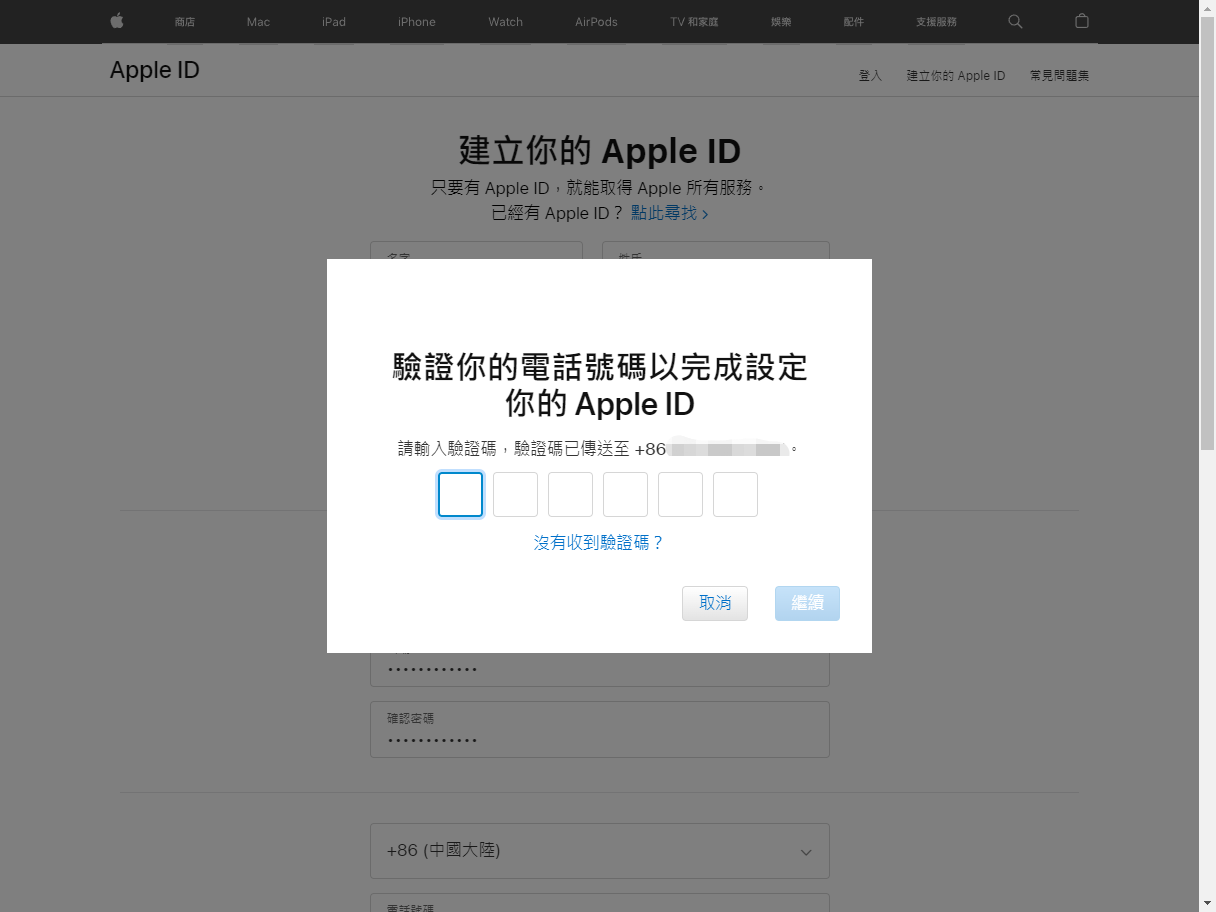 商店 Mac iPad iPhone Watch AirPods TV 和家庭 娛樂 配件 支援服務
Apple ID
登入 建立你的 Apple ID 常見問題集
建立你的 Apple ID
只要有 Apple ID，就能取得 Apple 所有服務。
已經有 Apple ID？ 點此尋找 >
名字 姓氏
驗證你的電話號碼以完成設定
你的 Apple ID
請輸入驗證碼，驗證碼已傳送至 +86 。
沒有收到驗證碼？
取消 繼續
••••••••••••
確認密碼
••••••••••••
+86 (中國大陸)
電話號碼